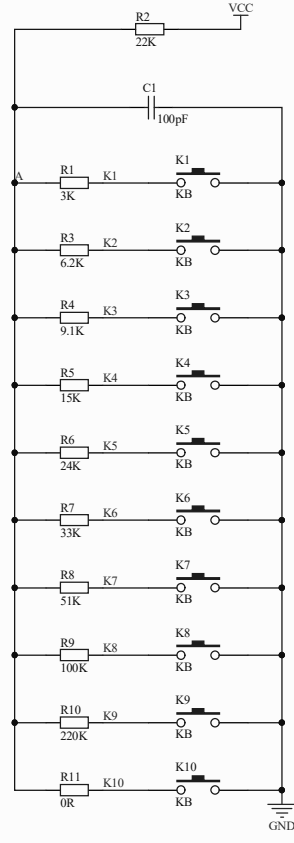 VCC
R2
22K
C1
100pF
A
R1
K1
K1
3K
KB
R3
K2
K2
6.2K
KB
R4
K3
K3
9.1K
KB
R5
K4
K4
15K
KB
R6
K5
K5
24K
KB
R7
K6
K6
33K
KB
R8
K7
K7
51K
KB
R9
K8
K8
100K
KB
R10
K9
K9
220K
KB
R11
K10
K10
0R
KB
GND